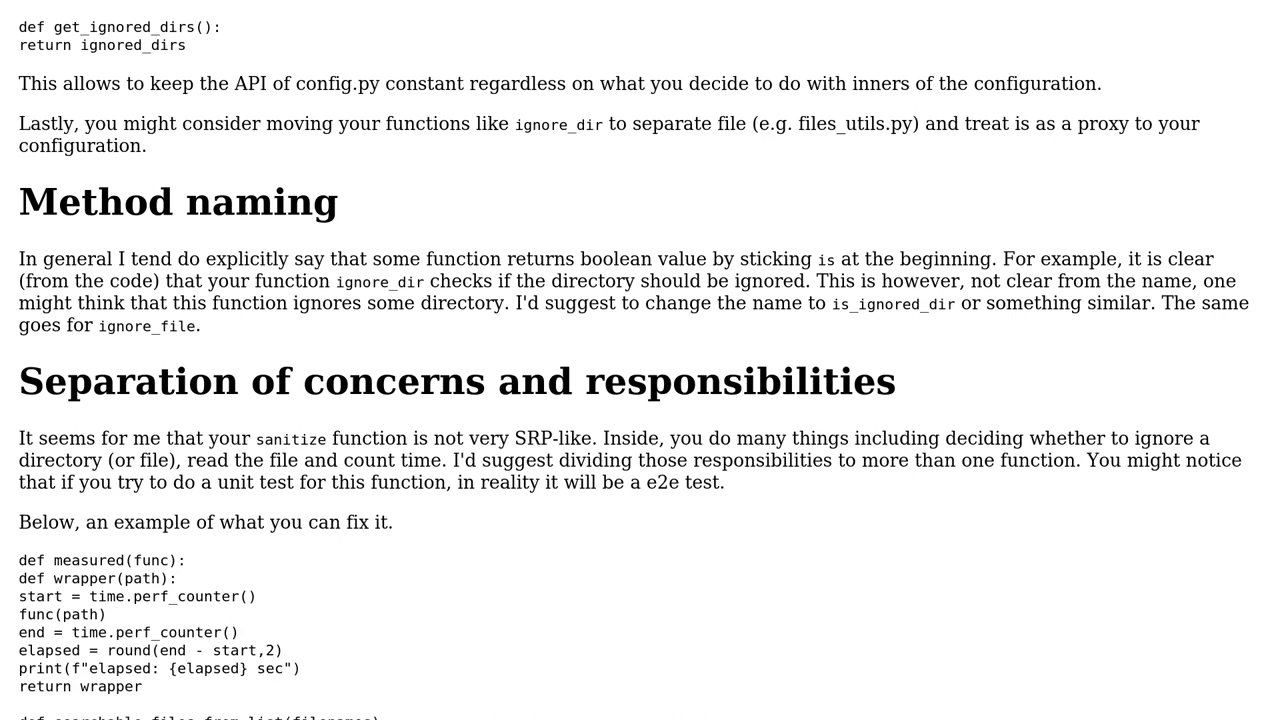 def get_ignored_dirs():
return ignored_dirs
This allows to keep the API of config.py constant regardless on what you decide to do with inners of the configuration.
Lastly, you might consider moving your functions like ignore_dir to separate file (e.g. files_utils.py) and treat is as a proxy to your
configuration.
Method naming
In general I tend do explicitly say that some function returns boolean value by sticking is at the beginning. For example, it is clear
(from the code) that your function ignore_dir checks if the directory should be ignored. This is however, not clear from the name, one
might think that this function ignores some directory. I'd suggest to change the name to is_ignored_dir or something similar. The same
goes for ignore_file.
Separation of concerns and responsibilities
It seems for me that your sanitize function is not very SRP-like. Inside, you do many things including deciding whether to ignore a
directory (or file), read the file and count time. I'd suggest dividing those responsibilities to more than one function. You might notice
that if you try to do a unit test for this function, in reality it will be a e2e test.
Below, an example of what you can fix it.
def measured(func):
def wrapper(path):
start = time.perf_counter()
func(path)
end = time.perf_counter()
elapsed = round(end - start,2)
print(f"elapsed: {elapsed} sec")
return wrapper
def searchable_files_from_list(filenames)